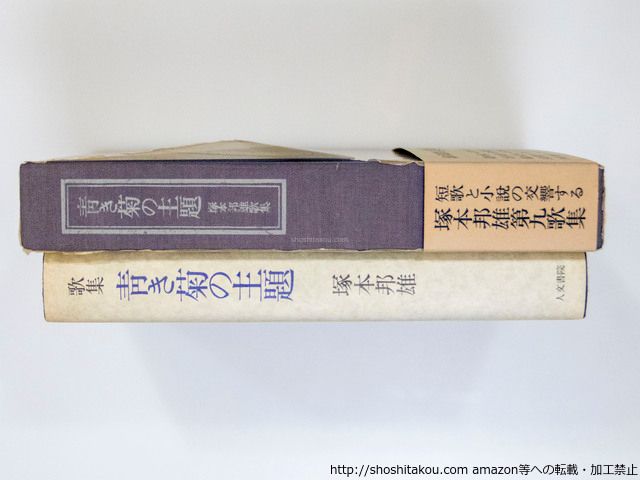 青き菊の主題
塚本邦雄歌集
短歌と小説の交響する
塚本邦雄第九歌集
歌集
青き菊の主題
塚本邦雄
人文書院
shoshitakou.com
http://shoshitakou.com amazon等への転載・加工禁止